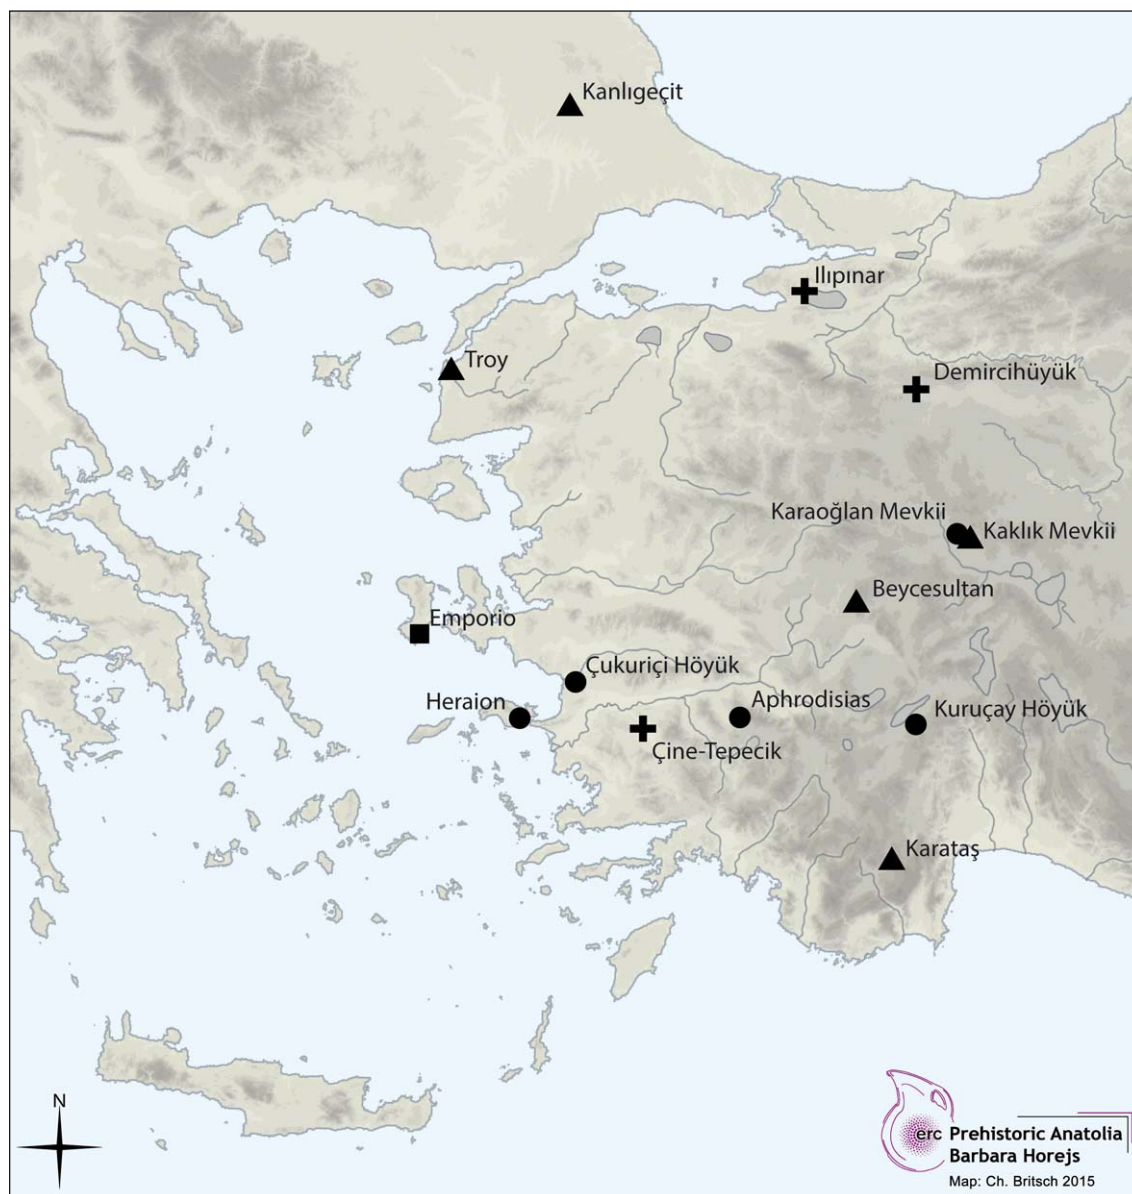 Kanlıgeçit
Ilıpınar
Troy
Demircihüyük
Karaoğlan Mevkii
Kaklık Mevkii
Beycesultan
Emporio
Çukuriçi Höyük
Heraion
Aphrodisias
Kuruçay Höyük
Çine-Tepecik
Karataş
N
erc
Prehistoric Anatolia
Barbara Horejs
Map: Ch. Britsch 2015